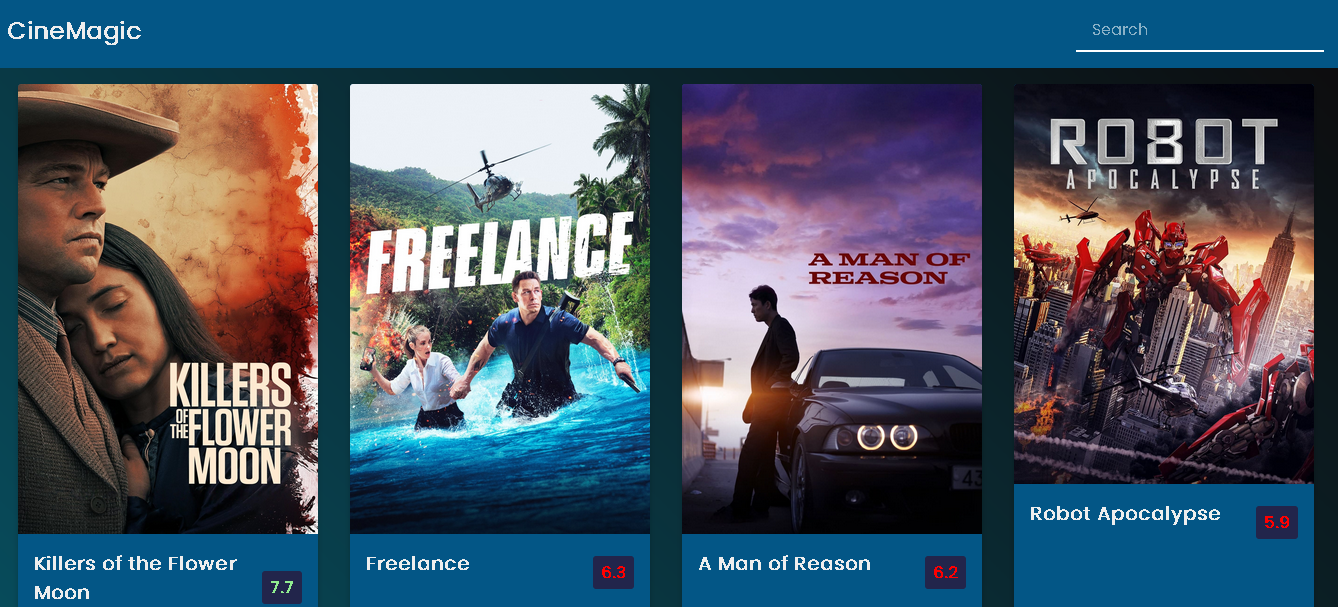 CineMagic
Search
KILLERS
OF THE FLOWER
MOON
FREELANCE
A MAN OF
REASON
43
ROBOT
APOCALYPSE
Killers of the Flower
Moon
7.7
Freelance
6.3
A Man of Reason
6.2
Robot Apocalypse
5.9